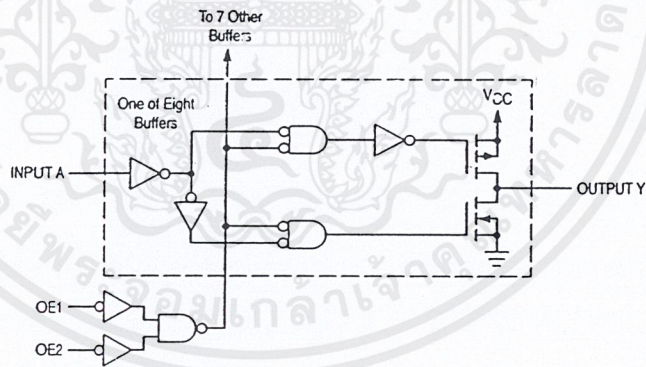 To 7 Other
Buffers
One of Eight
Buffers
VCC
INPUT A
OUTPUT Y
OE1
OE2